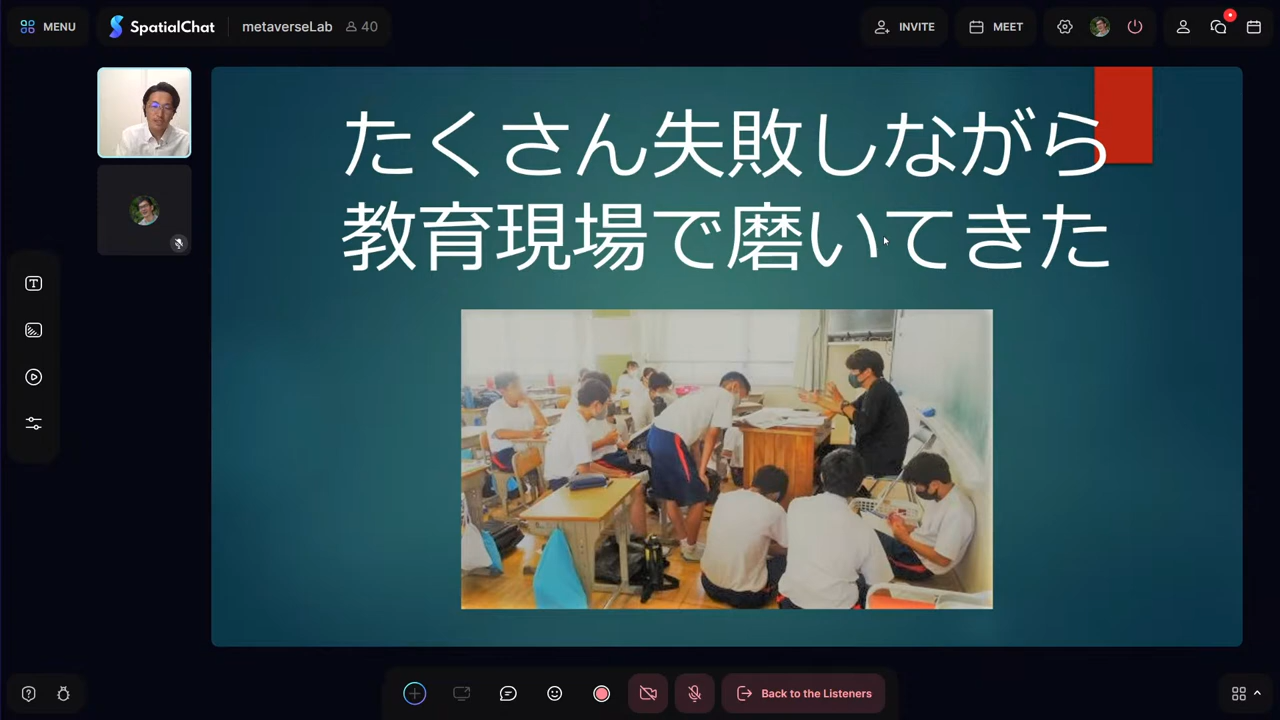 MENU
SpatialChat
metaverseLab
40
INVITE
MEET
たくさん失敗しながら
教育現場で磨いてきた
Back to the Listeners